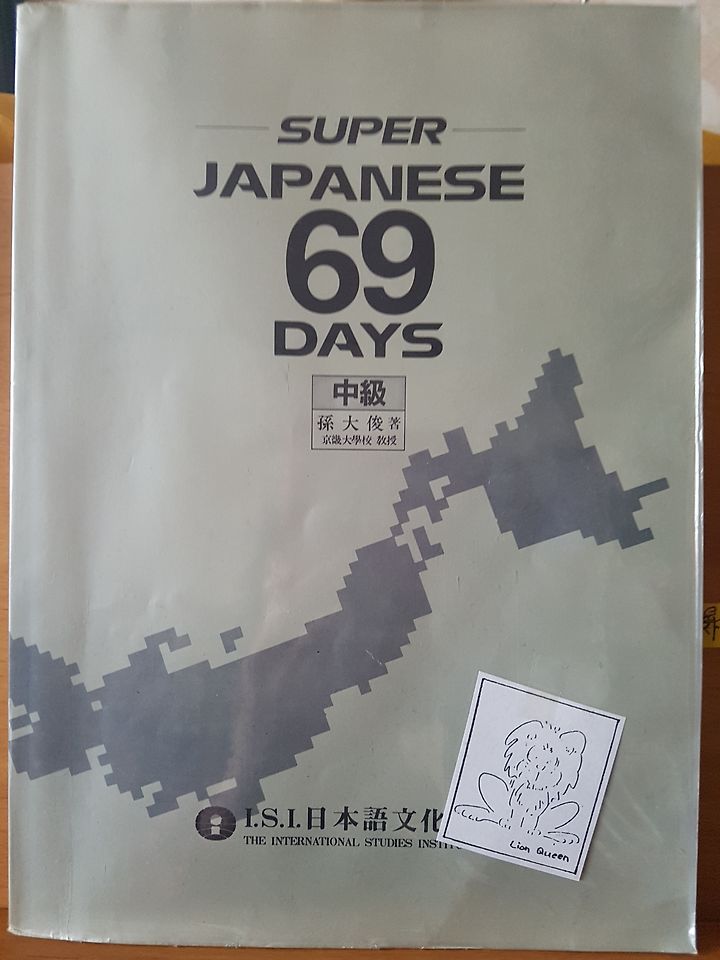 SUPER
JAPANESE
69
DAYS
中級
孫大俊著
京畿大學校 教授
I.S.I.日本語文化
THE INTERNATIONAL STUDIES
Lion Queen